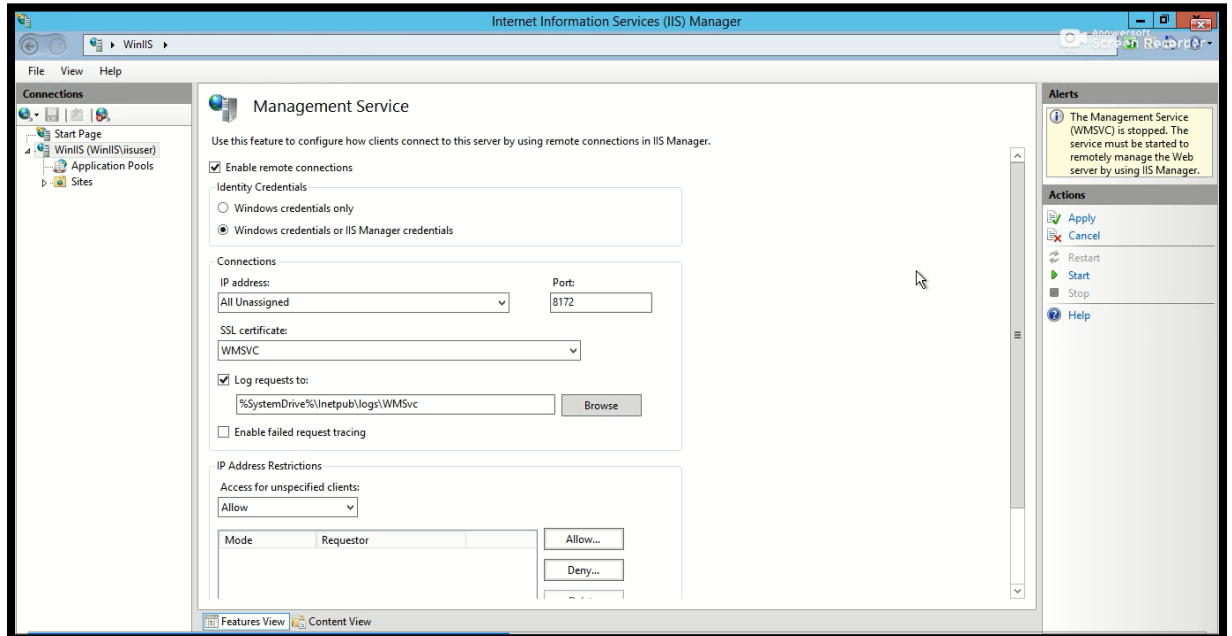 Internet Information Services (IIS) Manager
Apowersoft
Screen Recorder
WinIIS
File View Help
Connections
Start Page
WinIIS (WinIIS\iisuser)
Application Pools
Sites
Management Service
Use this feature to configure how clients connect to this server by using remote connections in IIS Manager.
Enable remote connections
Identity Credentials
Windows credentials only
Windows credentials or IIS Manager credentials
Connections
IP address: Port:
All Unassigned 8172
SSL certificate:
WMSVC
Log requests to:
%SystemDrive%\Inetpub\logs\WMSvc Browse
Enable failed request tracing
IP Address Restrictions
Access for unspecified clients:
Allow
Mode Requestor Allow...
Deny...
Features View Content View
Alerts
The Management Service
(WMSVC) is stopped. The
service must be started to
remotely manage the Web
server by using IIS Manager.
Actions
Apply
Cancel
Restart
Start
Stop
Help